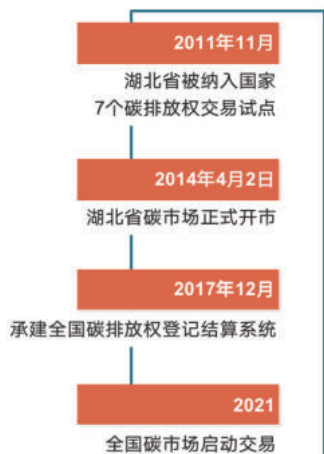 2011年11月
湖北省被纳入国家
7个碳排放权交易试点
2014年4月2日
湖北省碳市场正式开市
2017年12月
承建全国碳排放权登记结算系统
2021
全国碳市场启动交易